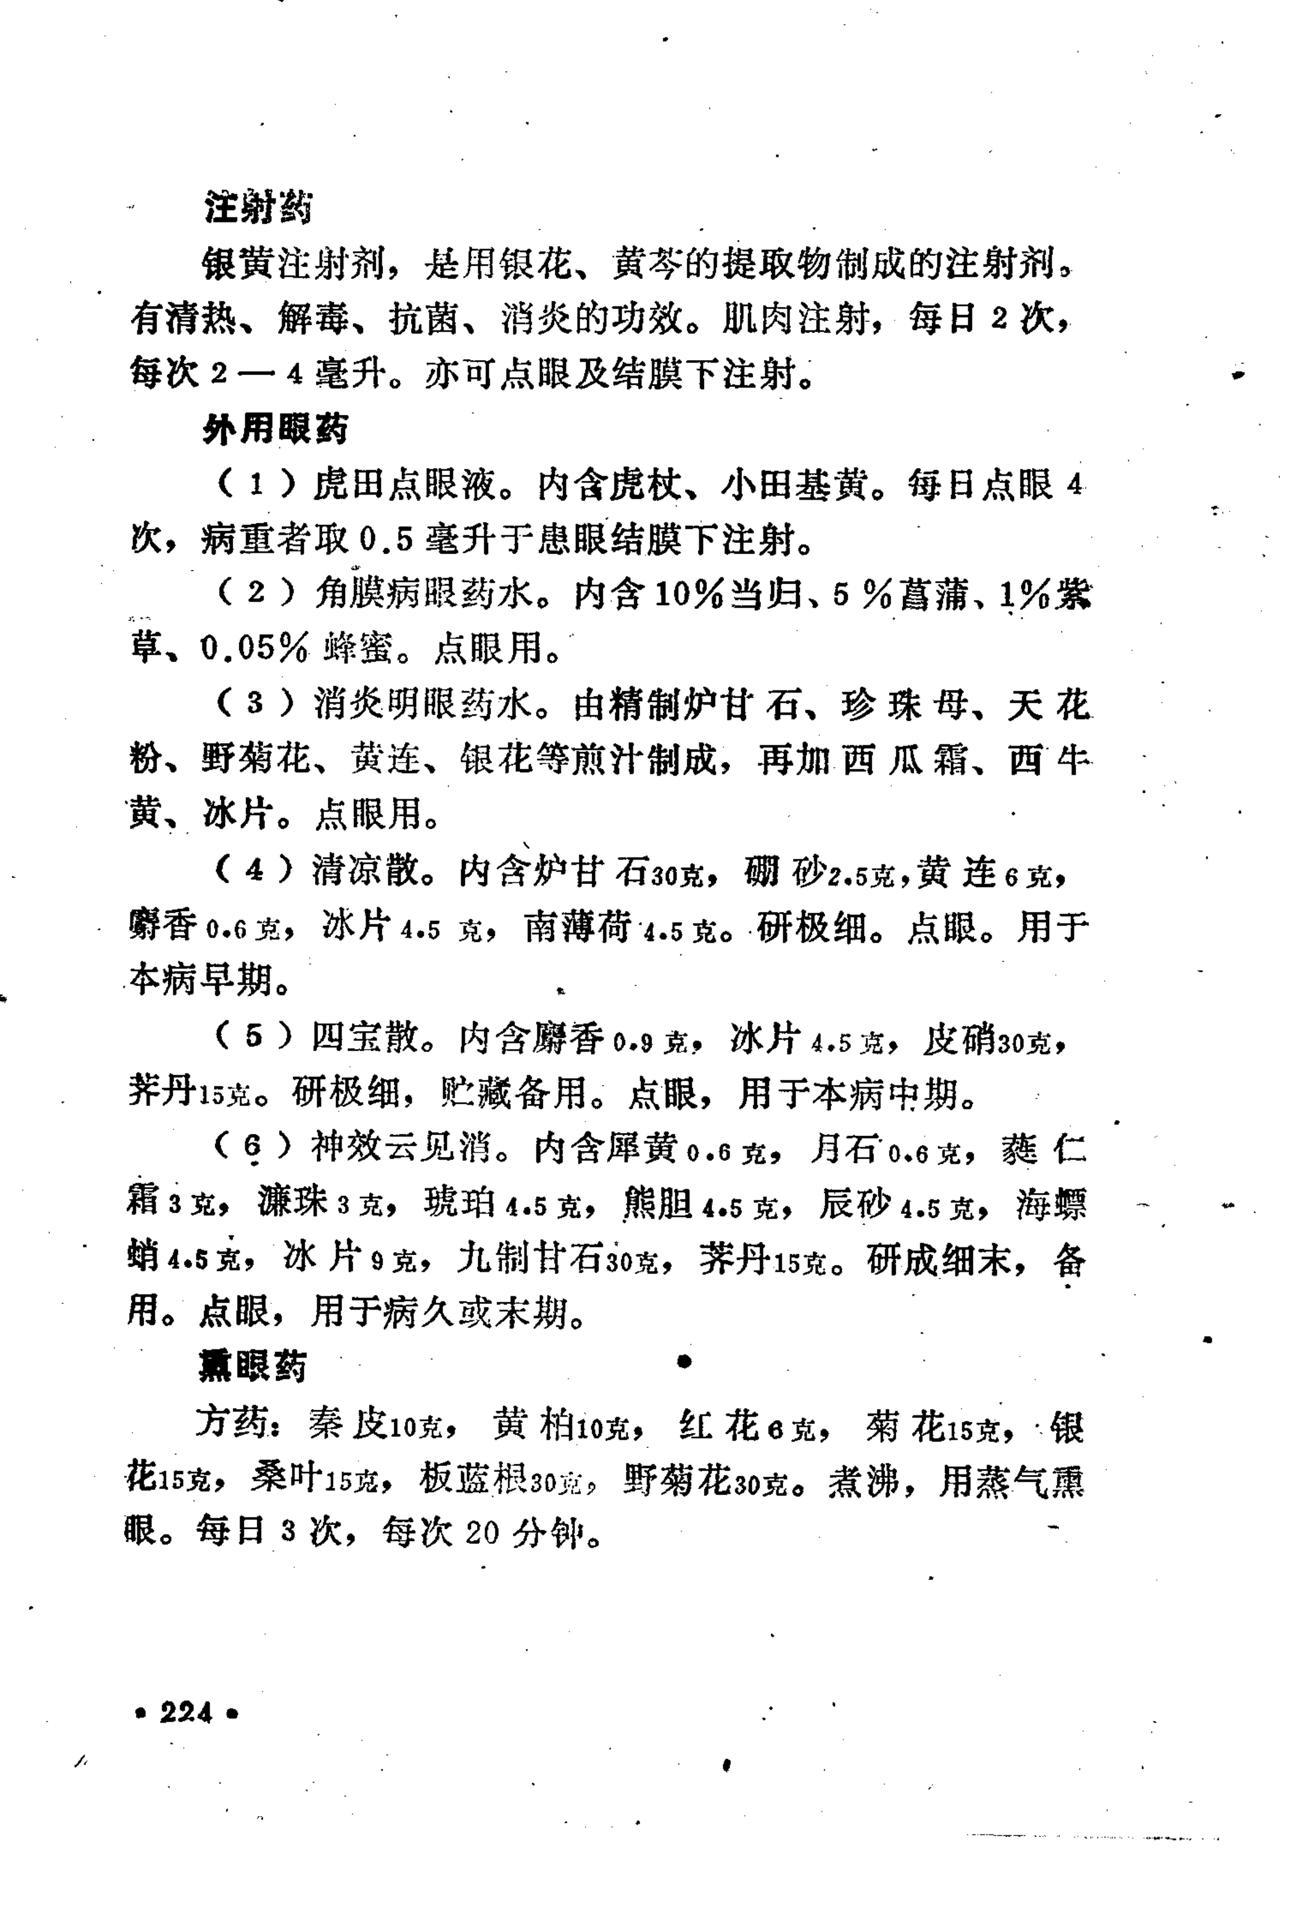 注射药
银黄注射剂，是用银花、黄芩的提取物制成的注射剂。
有清热、解毒、抗菌、消炎的功效。肌肉注射，每日2次，
每次2—4毫升。亦可点眼及结膜下注射。
外用眼药
（1）虎田点眼液。内含虎杖、小田基黄。每日点眼4
次，病重者取0.5毫升于患眼结膜下注射。
（2）角膜病眼药水。内含10%当归、5%菖蒲、1%紫
草、0.05%蜂蜜。点眼用。
（3）消炎明眼药水。由精制炉甘石、珍珠母、天花
粉、野菊花、黄连、银花等煎汁制成，再加西瓜霜、西牛
黄、冰片。点眼用。
（4）清凉散。内含炉甘石30克，硼砂2.5克，黄连6克，
麝香0.6克，冰片4.5克，南薄荷4.5克。研极细。点眼。用于
本病早期。
（5）四宝散。内含麝香0.9克，冰片4.5克，皮硝30克，
荠丹15克。研极细，贮藏备用。点眼，用于本病中期。
（6）神效云见消。内含犀黄0.6克，月石0.6克，蕤仁
霜3克，濂珠3克，琥珀4.5克，熊胆4.5克，辰砂4.5克，海螵
蛸4.5克，冰片9克，九制甘石30克，荠丹15克。研成细末，备
用。点眼，用于病久或末期。
熏眼药
方药：秦皮10克，黄柏10克，红花6克，菊花15克，银
花15克，桑叶15克，板蓝根30克，野菊花30克。煮沸，用蒸气熏
眼。每日3次，每次20分钟。
•224•